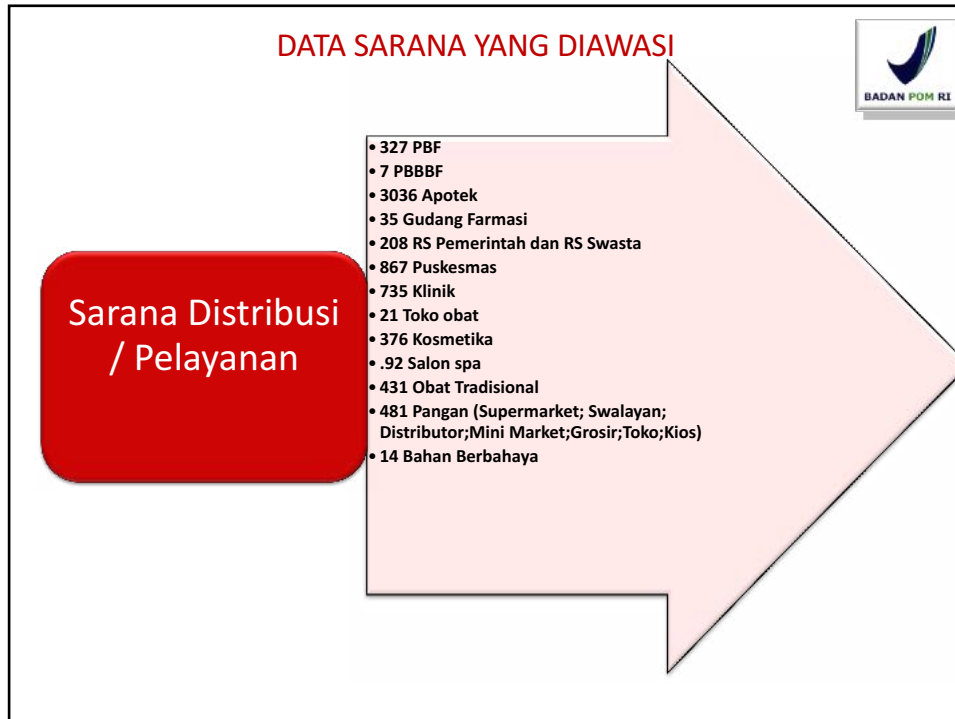 DATA SARANA YANG DIAWASI
BADAN POM RI
Sarana Distribusi
/ Pelayanan
• 327 PBF
• 7 PBBBF
• 3036 Apotek
• 35 Gudang Farmasi
• 208 RS Pemerintah dan RS Swasta
• 867 Puskesmas
• 735 Klinik
• 21 Toko obat
• 376 Kosmetika
• .92 Salon spa
• 431 Obat Tradisional
• 481 Pangan (Supermarket; Swalayan;
Distributor;Mini Market;Grosir;Toko;Kios)
• 14 Bahan Berbahaya